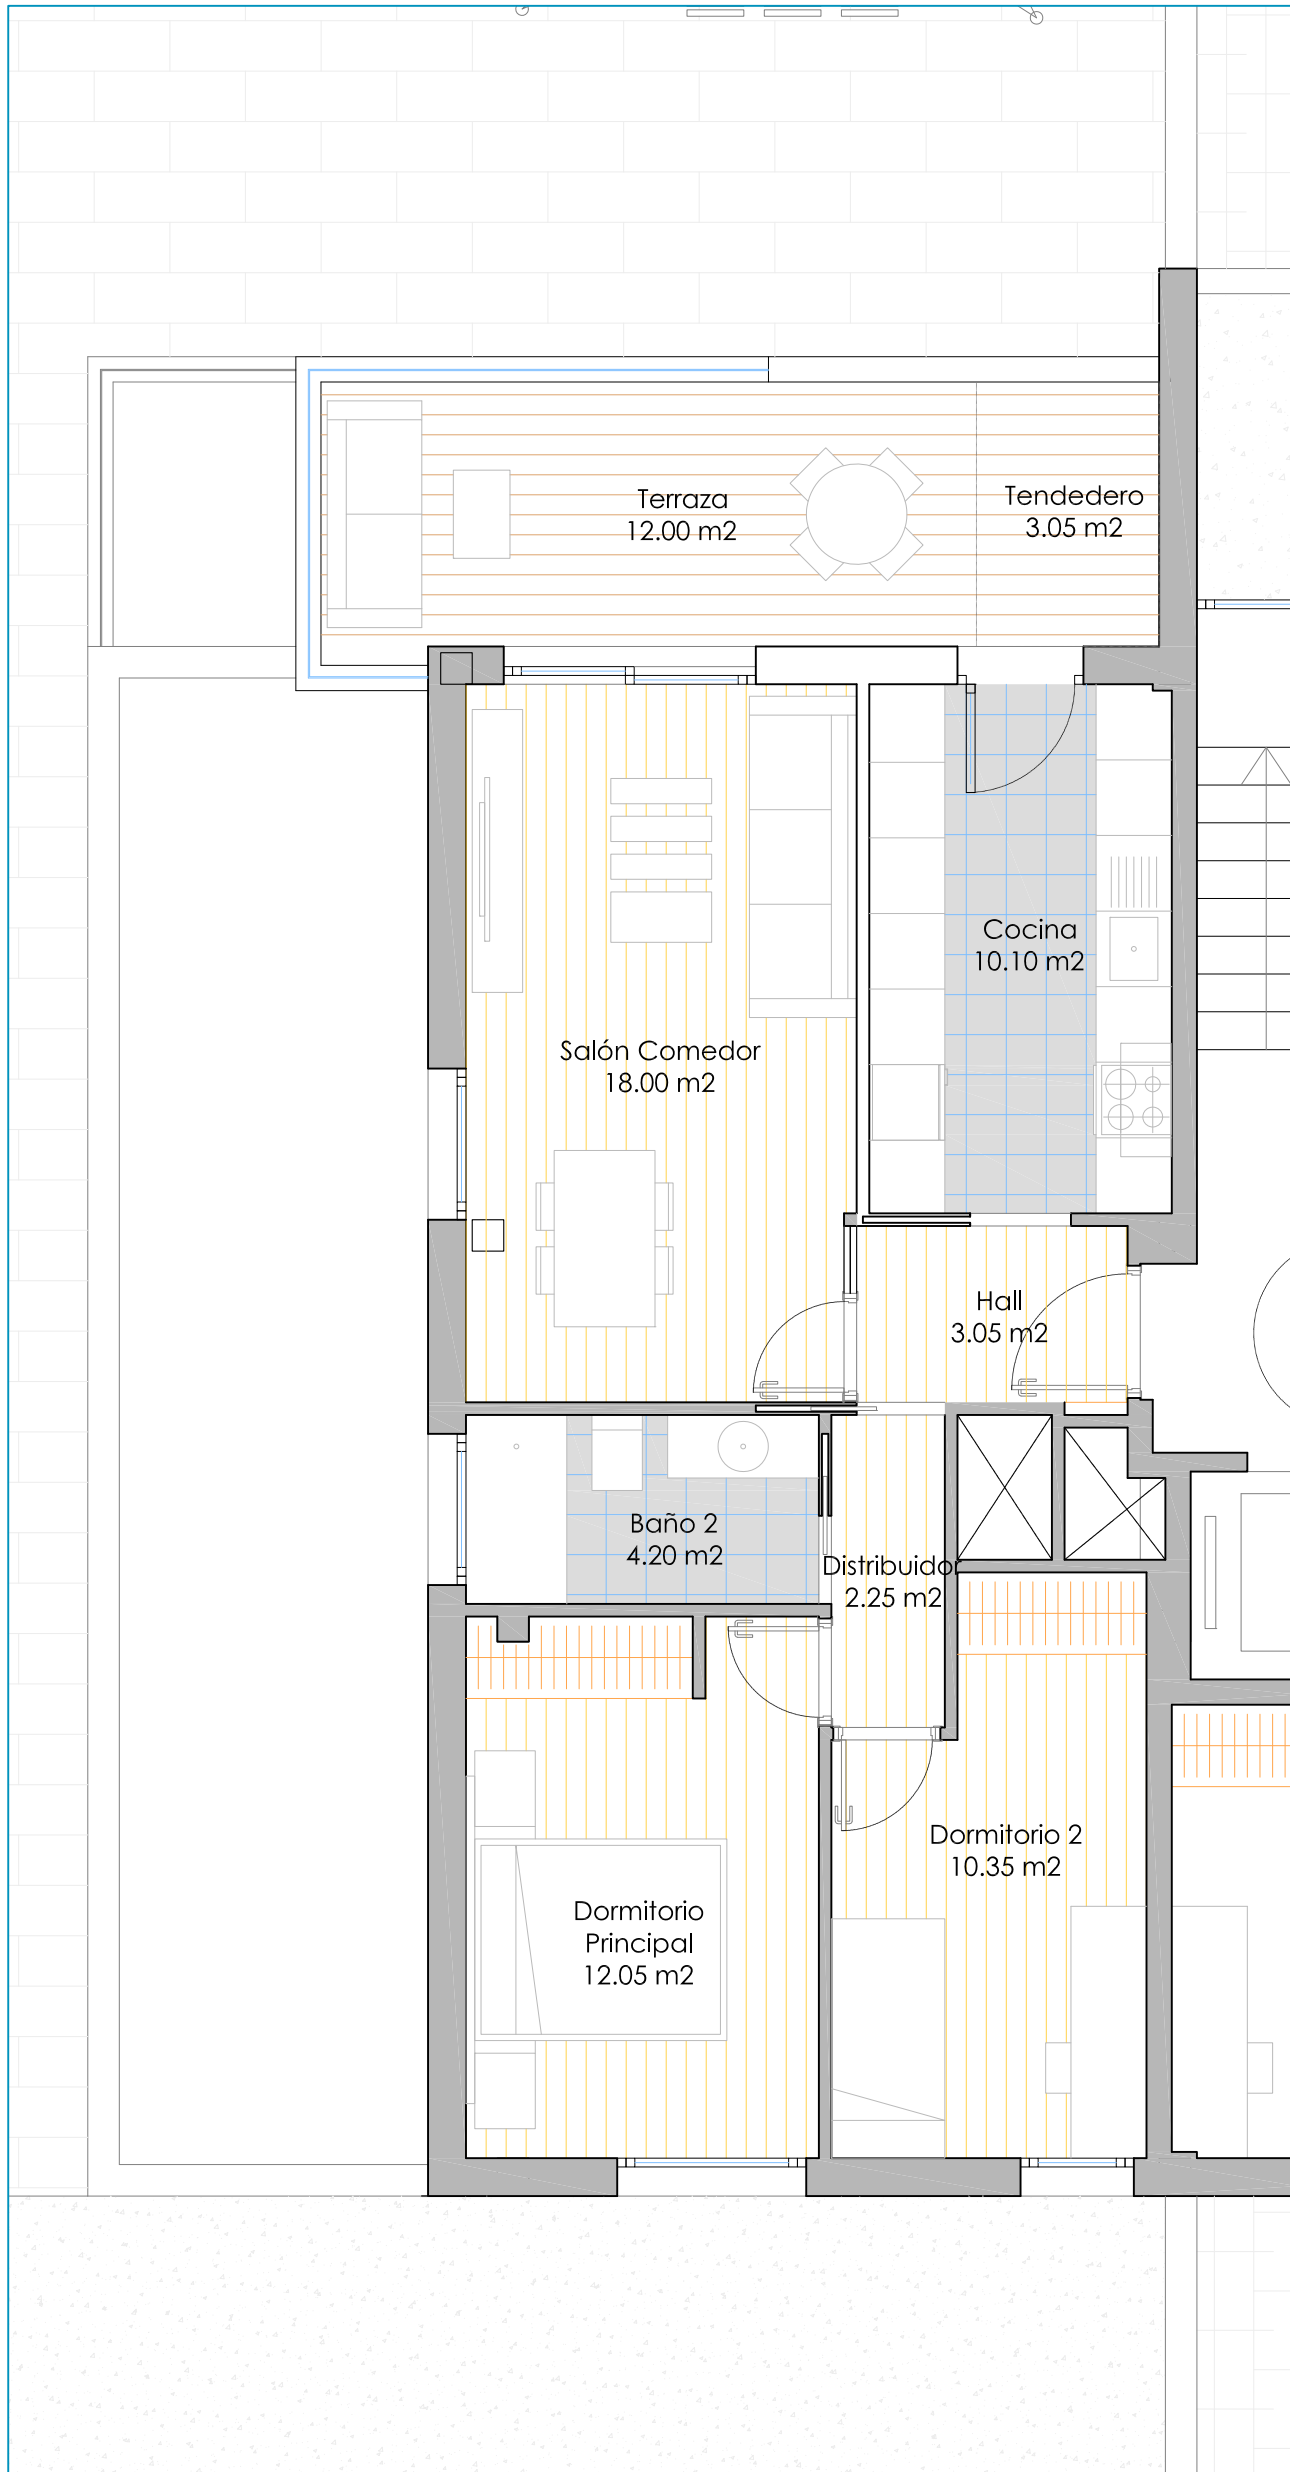 Terraza
12.00 m2
Tendedero
3.05 m2
Cocina
10.10 m2
Salón Comedor
18.00 m2
Hall
3.05 m2
Baño 2
4.20 m2
Distribuidor
2.25 m2
Dormitorio 2
10.35 m2
Dormitorio
Principal
12.05 m2